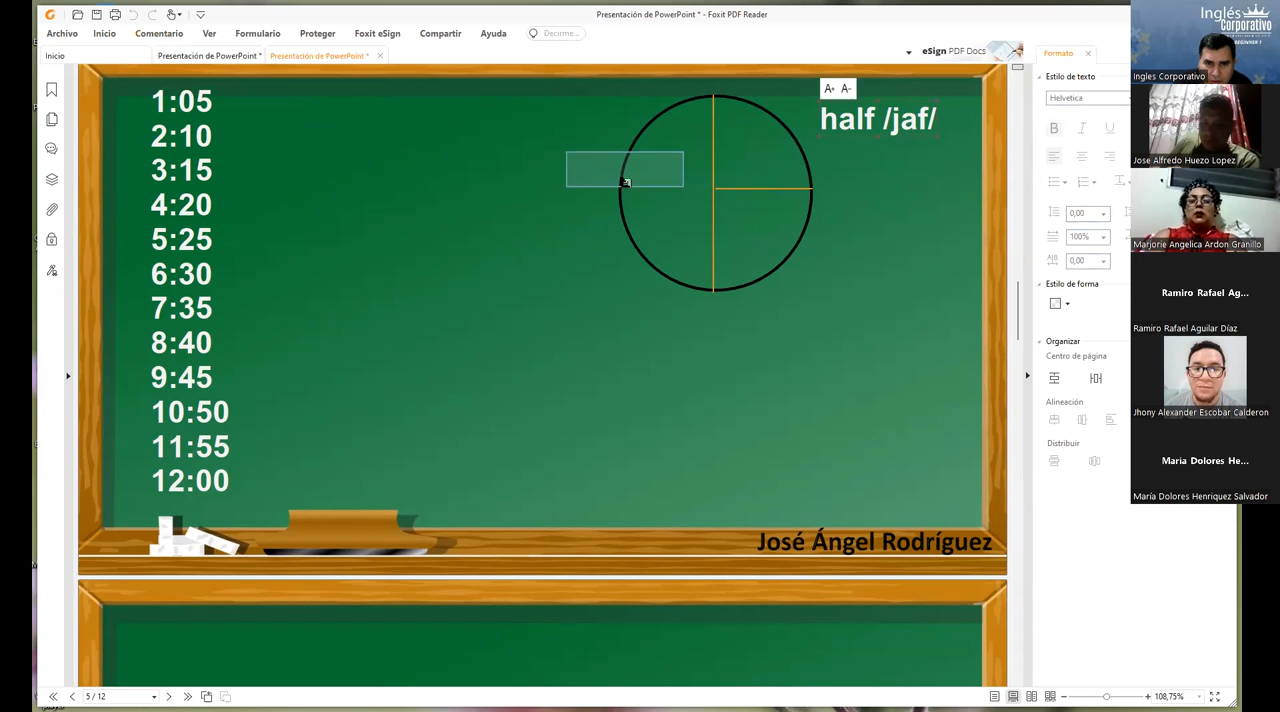 Presentación de PowerPoint * - Foxit PDF Reader
Archivo Inicio Comentario Ver Formulario Proteger Foxit eSign Compartir Ayuda Decirme...
Inicio Presentación de PowerPoint * Presentación de PowerPoint *
eSign PDF Docs
Formato
Estilo de texto
Helvetica
B I U
0,00
100%
0,00
Estilo de forma
Organizar
Centro de página
Alineación
Distribuir
A+ A-
half /jaf/
1:05
2:10
3:15
4:20
5:25
6:30
7:35
8:40
9:45
10:50
11:55
12:00
José Ángel Rodríguez
5 / 12
108,75%
Inglés
Corporativo
BEGINNER 1
Ingles Corporativo
Jose Alfredo Huezo Lopez
Marjorie Angelica Ardon Granillo
Ramiro Rafael Ag...
Ramiro Rafael Aguilar Díaz
Jhony Alexander Escobar Calderon
María Dolores He...
María Dolores Henriquez Salvador